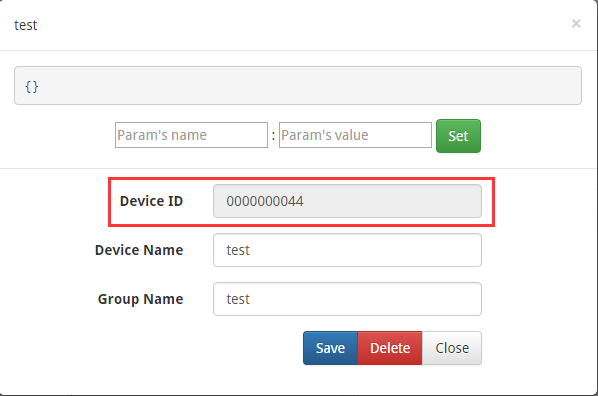 test ×
{}
Param's name : Param's value Set
Device ID 0000000044
Device Name test
Group Name test
Save Delete Close